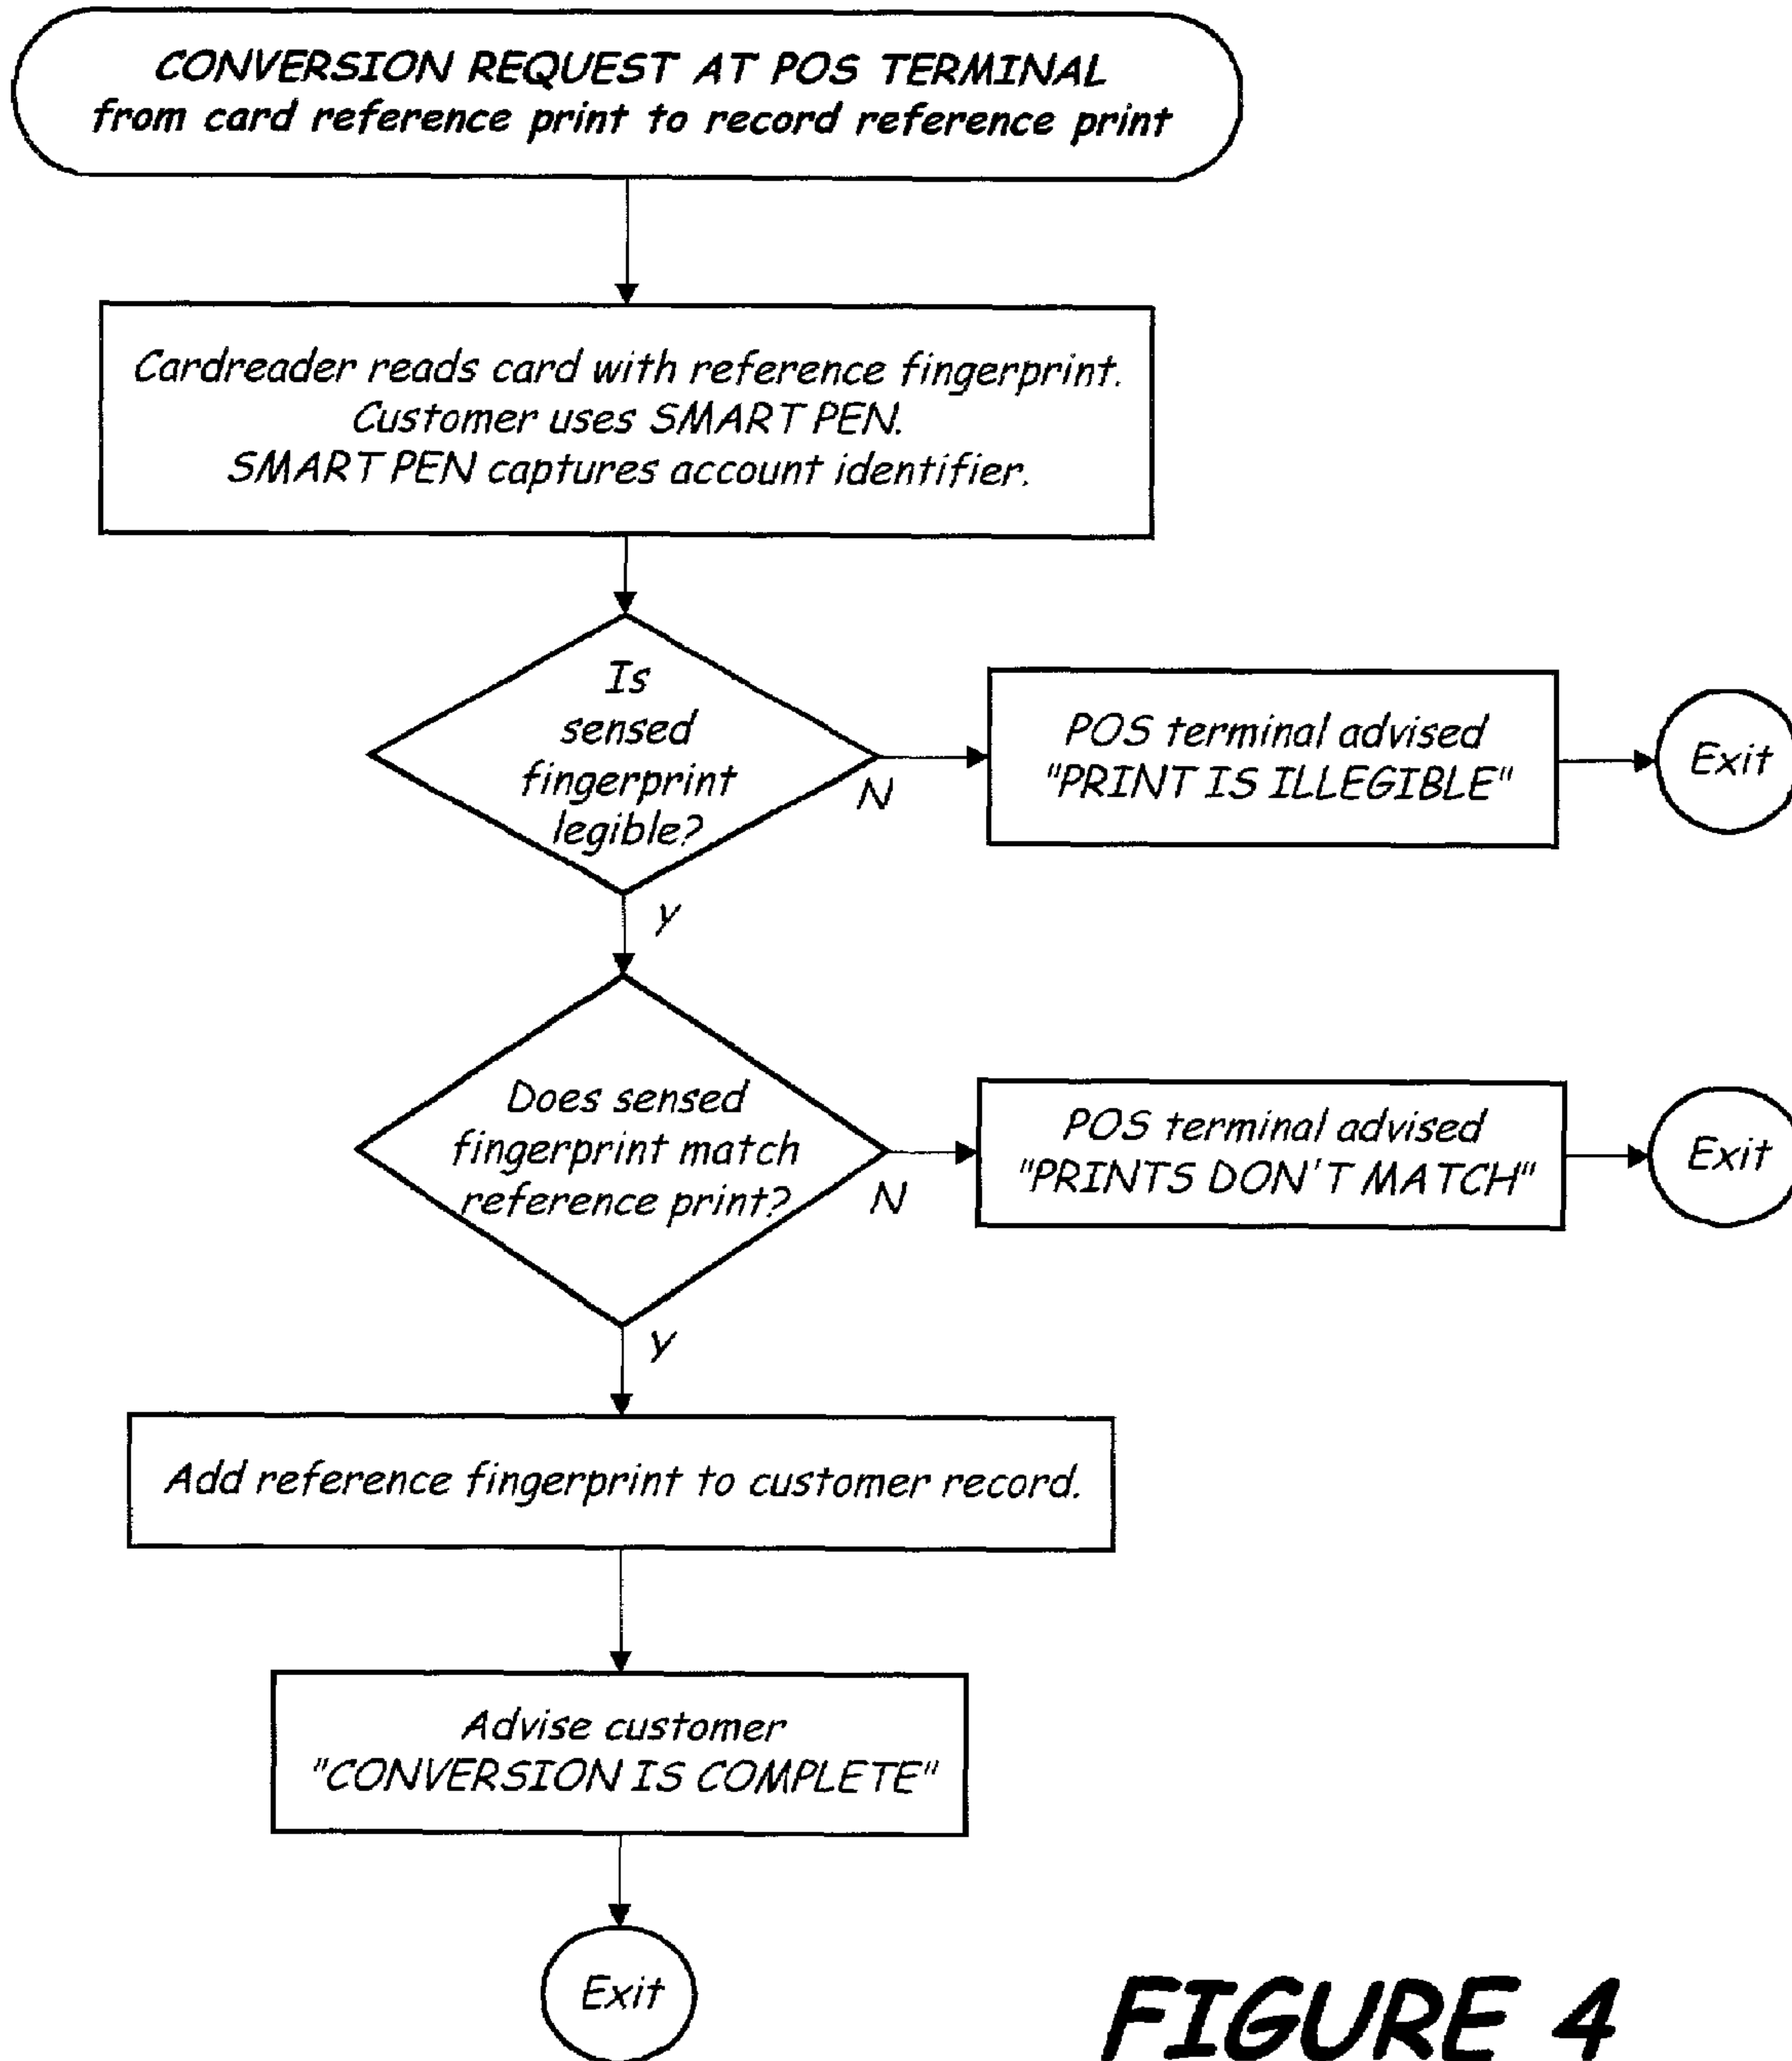 CONVERSION REQUEST AT POS TERMINAL
from card reference print to record reference print
Cardreader reads card with reference fingerprint.
Customer uses SMART PEN.
SMART PEN captures account identifier.
Is
sensed
fingerprint
legible?
N
POS terminal advised
"PRINT IS ILLEGIBLE"
Exit
Y
Does sensed
fingerprint match
reference print?
N
POS terminal advised
"PRINTS DON'T MATCH"
Exit
Y
Add reference fingerprint to customer record.
Advise customer
"CONVERSION IS COMPLETE"
Exit
FIGURE 4